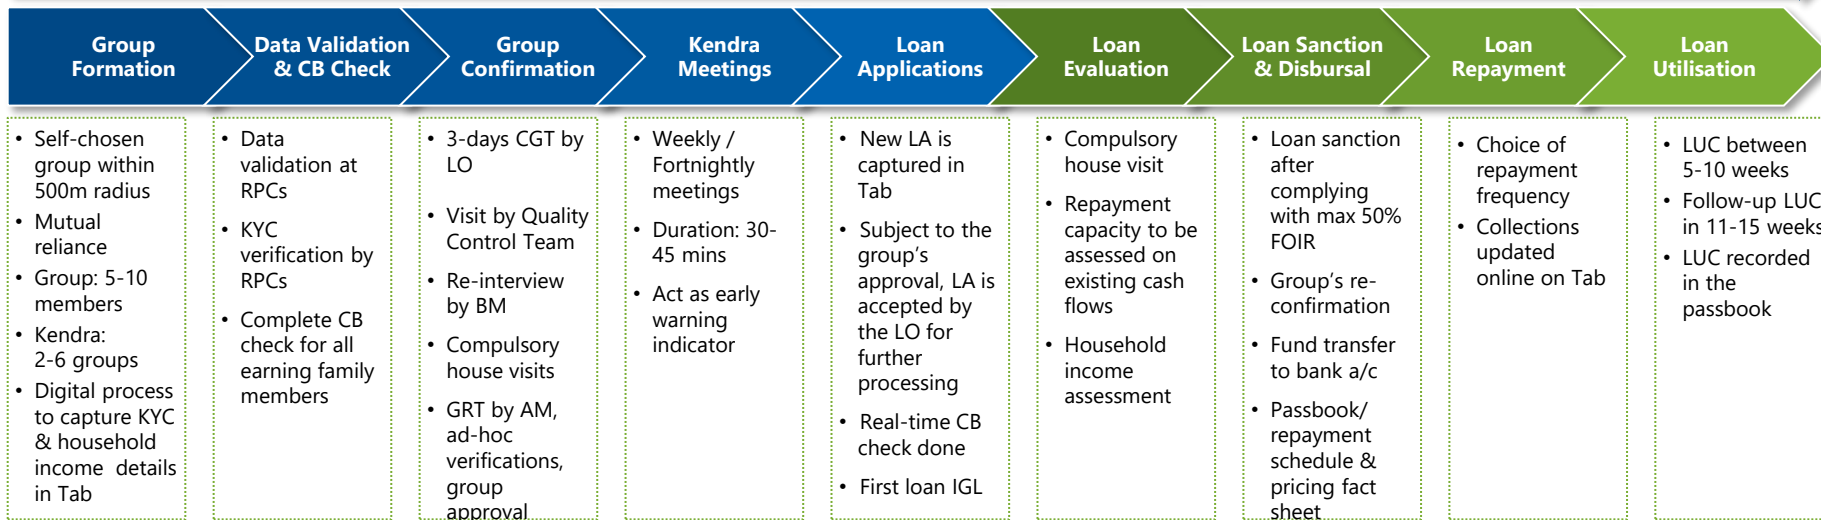 Group
Formation
Data Validation
& CB Check
Group
Confirmation
Kendra
Meetings
Loan
Applications
Loan
Evaluation
Loan Sanction
& Disbursal
Loan
Repayment
Loan
Utilisation
• Self-chosen
group within
500m radius
• Mutual
reliance
• Group: 5-10
members
• Kendra:
2-6 groups
• Digital process
to capture KYC
& household
income details
in Tab
• Data
validation at
RPCs
• KYC
verification by
RPCs
• Complete CB
check for all
earning family
members
• 3-days CGT by
LO
• Visit by Quality
Control Team
• Re-interview
by BM
• Compulsory
house visits
• GRT by AM,
ad-hoc
verifications,
group
approval
• Weekly /
Fortnightly
meetings
• Duration: 30-
45 mins
• Act as early
warning
indicator
• New LA is
captured in
Tab
• Subject to the
group's
approval, LA is
accepted by
the LO for
further
processing
• Real-time CB
check done
• First loan IGL
• Compulsory
house visit
• Repayment
capacity to be
assessed on
existing cash
flows
• Household
income
assessment
• Loan sanction
after
complying
with max 50%
FOIR
• Group's re-
confirmation
• Fund transfer
to bank a/c
• Passbook/
repayment
schedule &
pricing fact
sheet
• Choice of
repayment
frequency
• Collections
updated
online on Tab
• LUC between
5-10 weeks
• Follow-up LUC
in 11-15 weeks
• LUC recorded
in the
passbook